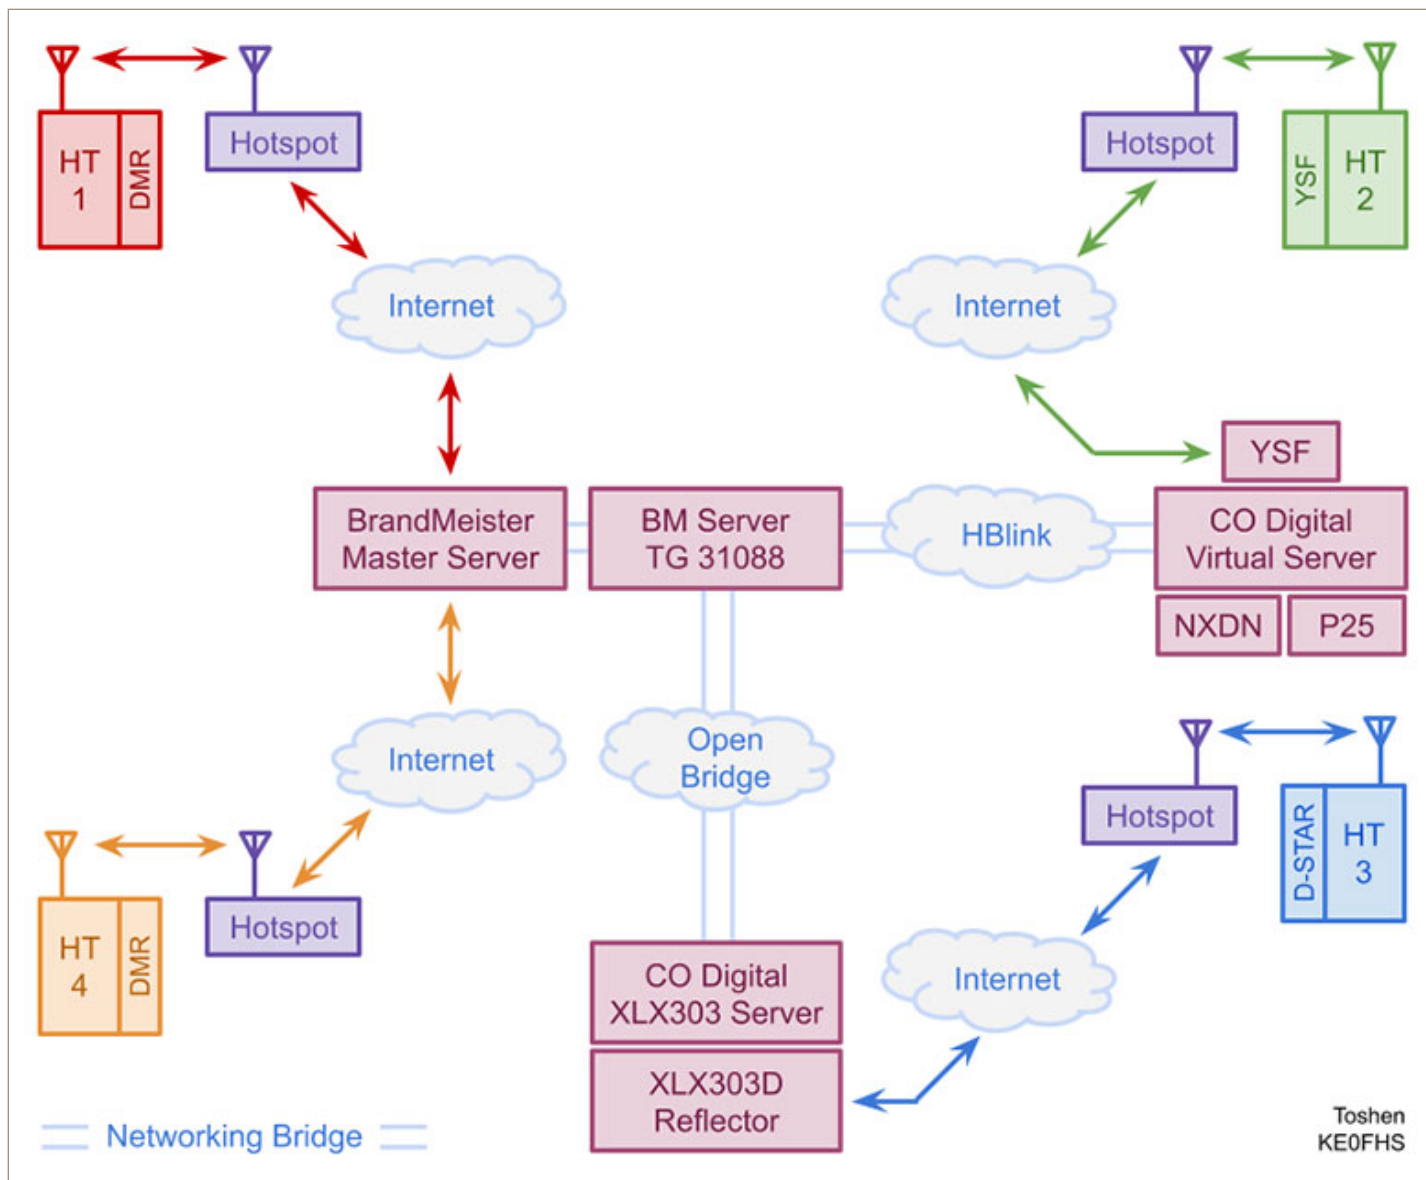 HT
1
DMR
Hotspot
Hotspot
YSF
HT
2
Internet
Internet
YSF
BrandMeister
Master Server
BM Server
TG 31088
HBlink
CO Digital
Virtual Server
NXDN
P25
Internet
Open
Bridge
HT
4
DMR
Hotspot
Hotspot
D-STAR
HT
3
CO Digital
XLX303 Server
Internet
XLX303D
Reflector
Networking Bridge
Toshen
KE0FHS